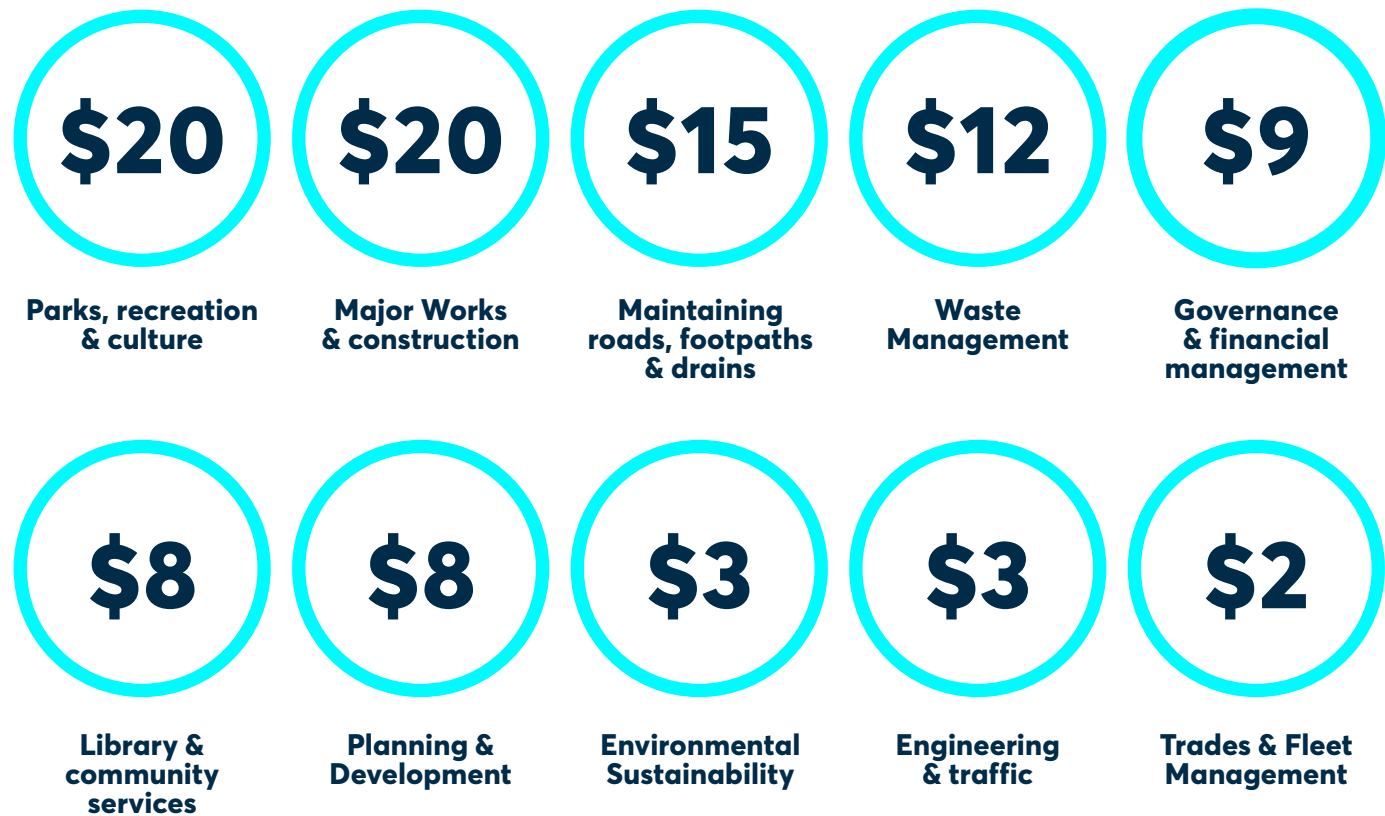 $20
$20
$15
$12
$9
Parks, recreation
& culture
Major Works
& construction
Maintaining
roads, footpaths
& drains
Waste
Management
Governance
& financial
management
$8
$8
$3
$3
$2
Library &
community
services
Planning &
Development
Environmental
Sustainability
Engineering
& traffic
Trades & Fleet
Management